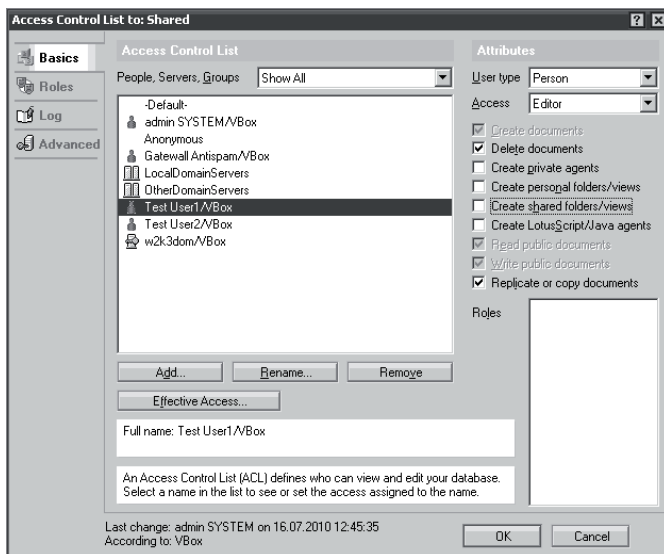 Access Control List to: Shared
Basics
Roles
Log
Advanced
Access Control List
People, Servers, Groups Show All
-Default-
admin SYSTEM/VBox
Anonymous
Gatewall Antispam/VBox
LocalDomainServers
OtherDomainServers
Test User1/VBox
Test User2/VBox
w2k3dom/VBox
Add... Rename... Remove
Effective Access...
Full name: Test User1/VBox
An Access Control List (ACL) defines who can view and edit your database.
Select a name in the list to see or set the access assigned to the name.
Attributes
User type Person
Access Editor
Create documents
Delete documents
Create private agents
Create personal folders/views
Create shared folders/views
Create LotusScript/Java agents
Read public documents
Write public documents
Replicate or copy documents
Roles
Last change: admin SYSTEM on 16.07.2010 12:45:35
According to: VBox
OK Cancel